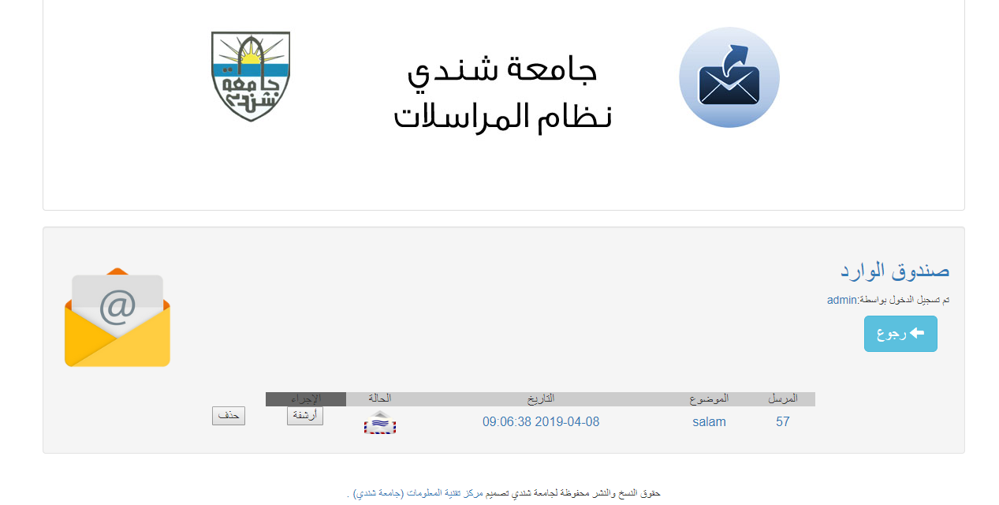 جامعة شندي
نظام المراسلات
جامعة
شندي
@
صندوق الوارد
تم تسجيل الدخول بواسطة:admin
رجوع
المرسل الموضوع التاريخ الحالة الإجراء
57 salam 2019-04-08 09:06:38 أرشفة حذف
حقوق النسخ والنشر محفوظة لجامعة شندي تصميم مركز تقنية المعلومات (جامعة شندي) .